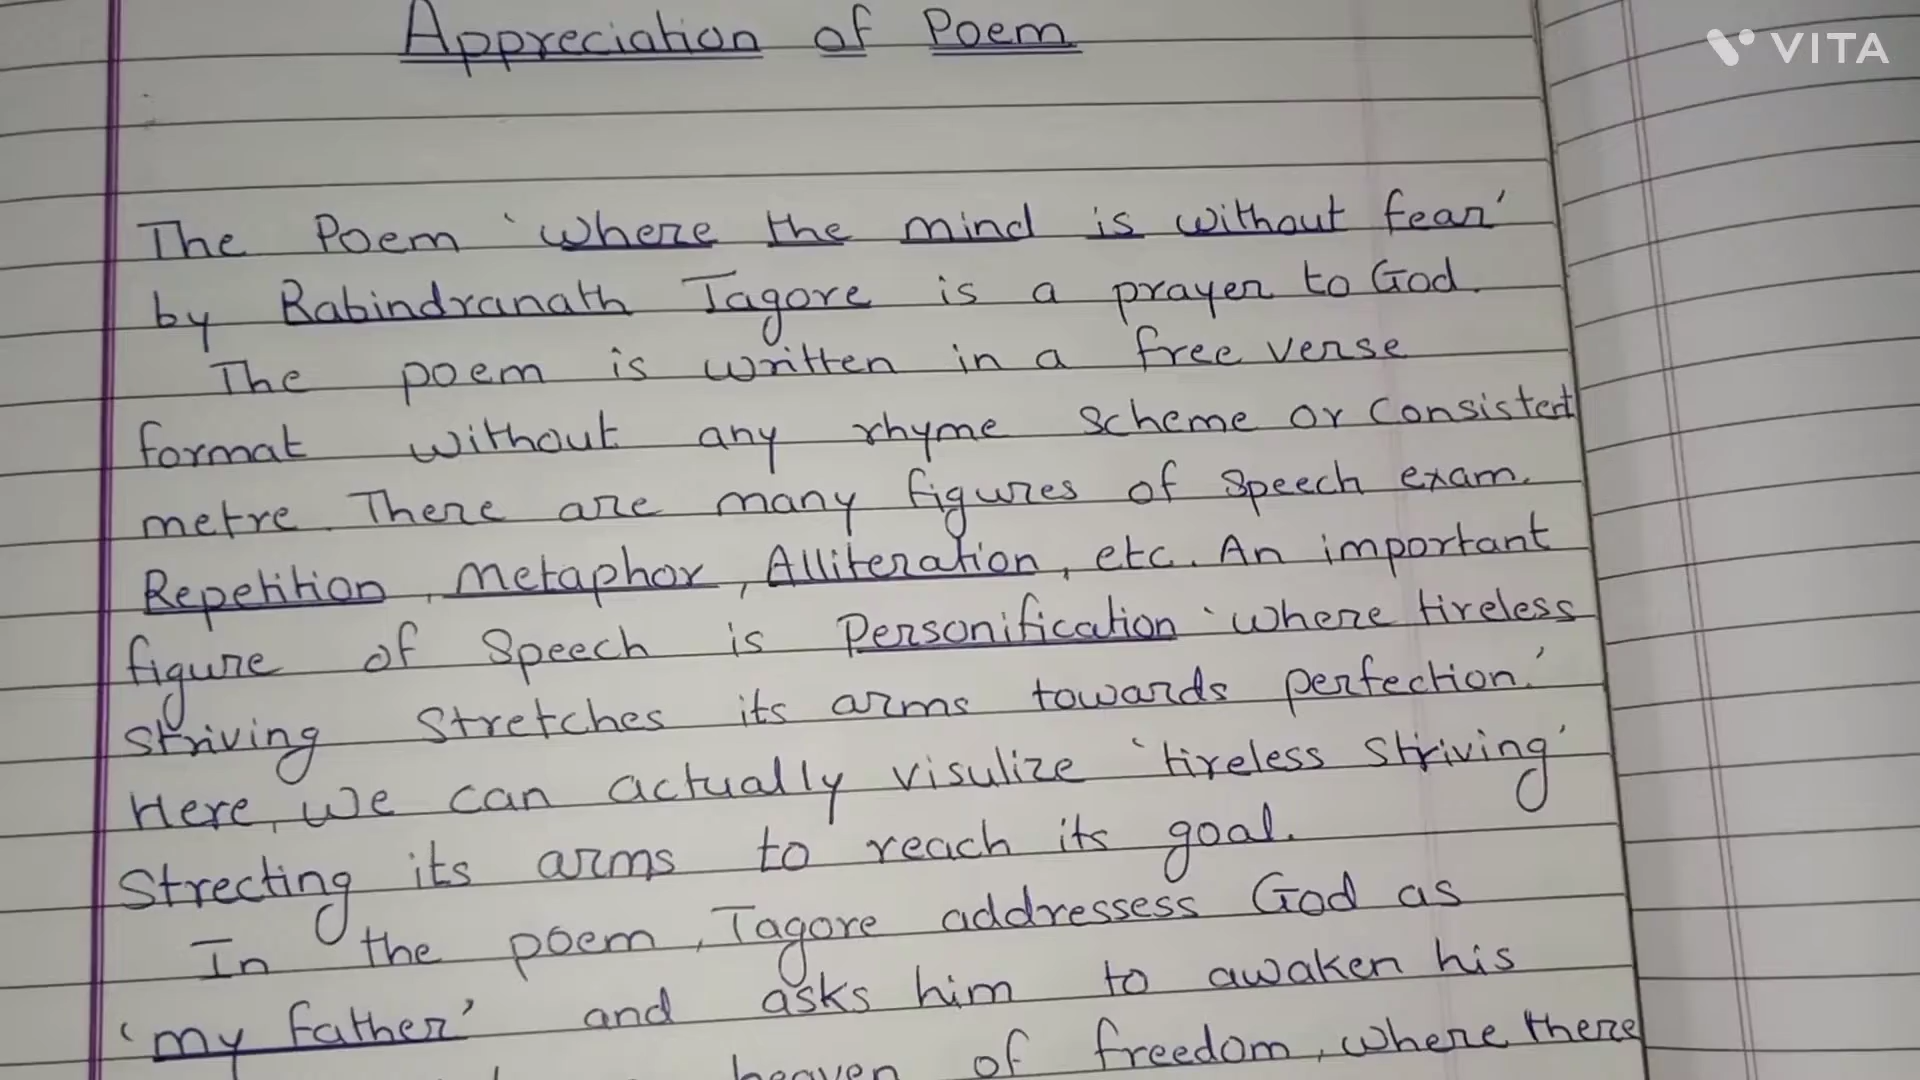 Appreciation of Poem
VITA
The Poem 'where the mind is without fear'
by Rabindranath Tagore is a prayer to God.
The poem is written in a free verse
format without any rhyme scheme or consistent
metre. There are many figures of speech exam.
Repetition, Metaphor, Alliteration, etc. An important
figure of speech is Personification 'where tireless
striving stretches its arms towards perfection.'
Here, we can actually visulize 'tireless striving'
Strecting its arms to reach its goal.
In the poem, Tagore addressess God as
'my father' and asks him to awaken his
heaven of freedom, where there